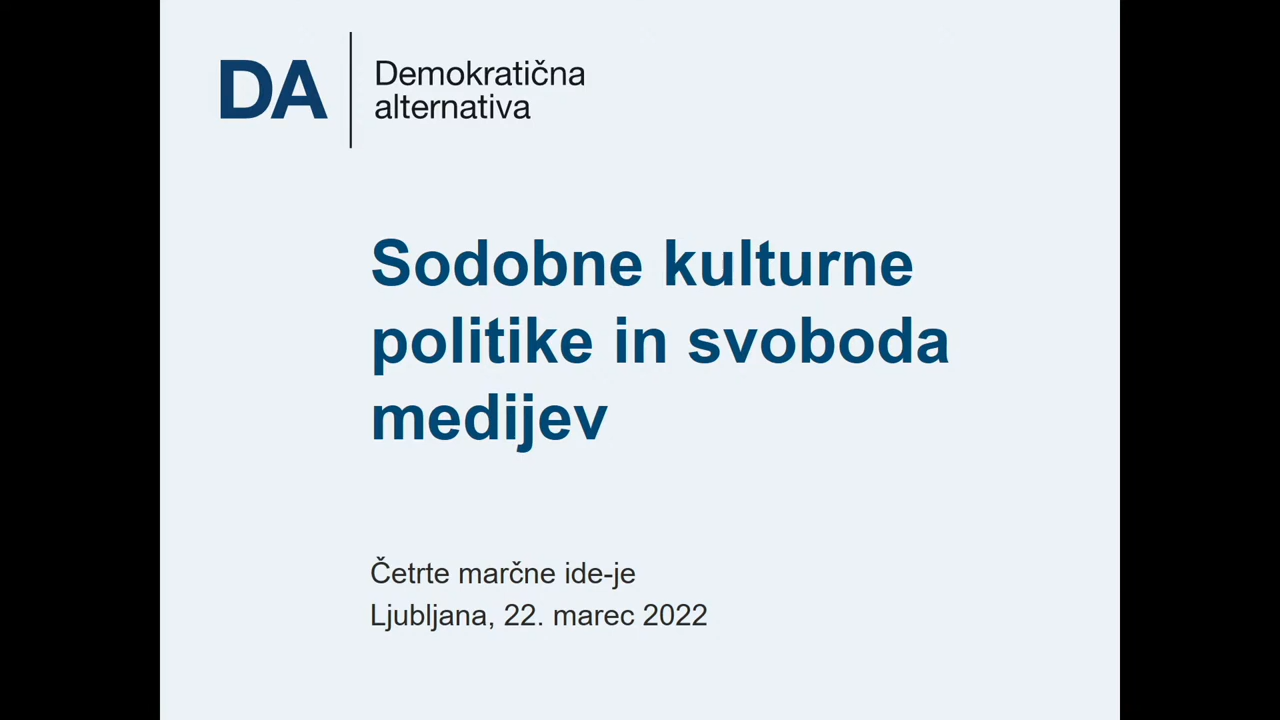 DA
Demokratična
alternativa
Sodobne kulturne
politike in svoboda
medijev
Četrte marčne ide-je
Ljubljana, 22. marec 2022